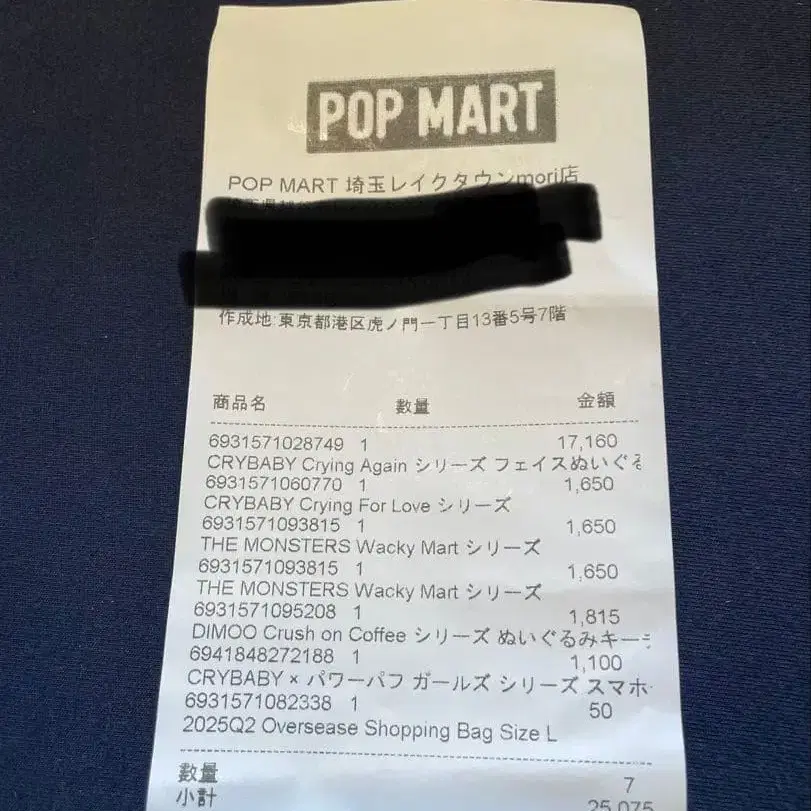 POP MART
POP MART 埼玉レイクタウンmori店
作成地:東京都港区虎ノ門一丁目13番5号7階
商品名 数量 金額
6931571028749 1 17,160
CRYBABY Crying Again シリーズ フェイスぬいぐる
6931571060770 1 1,650
CRYBABY Crying For Love シリーズ
6931571093815 1 1,650
THE MONSTERS Wacky Mart シリーズ
6931571093815 1 1,650
THE MONSTERS Wacky Mart シリーズ
6931571095208 1 1,815
DIMOO Crush on Coffee シリーズ ぬいぐるみキー
6941848272188 1 1,100
CRYBABY × パワーパフ ガールズ シリーズ スマホ
6931571082338 1 50
2025Q2 Oversease Shopping Bag Size L
数量 7
小計 25,075